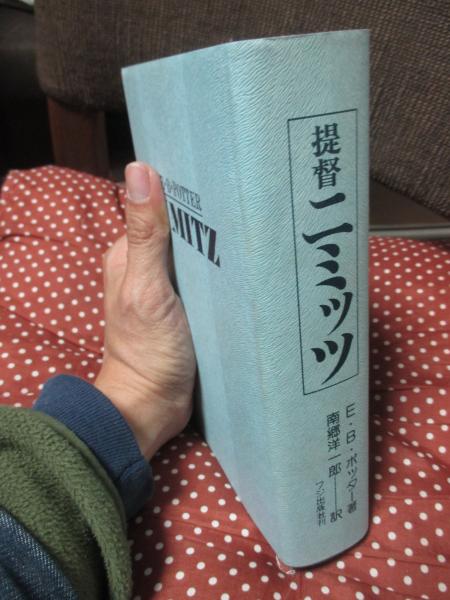 提督ニミッツ
E・B・ポッター著
南郷洋一郎──訳
フジ出版社刊
B・POTTER
MITZ